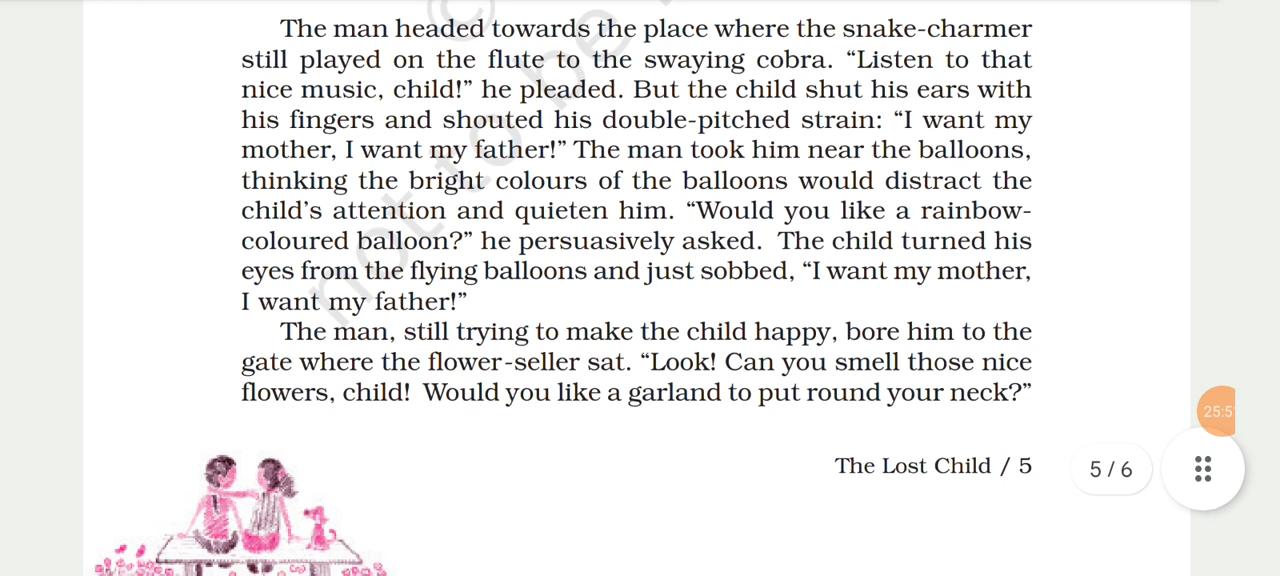 The man headed towards the place where the snake-charmer
still played on the flute to the swaying cobra. “Listen to that
nice music, child!” he pleaded. But the child shut his ears with
his fingers and shouted his double-pitched strain: “I want my
mother, I want my father!” The man took him near the balloons,
thinking the bright colours of the balloons would distract the
child’s attention and quieten him. “Would you like a rainbow-
coloured balloon?” he persuasively asked.  The child turned his
eyes from the flying balloons and just sobbed, “I want my mother,
I want my father!”
The man, still trying to make the child happy, bore him to the
gate where the flower-seller sat. “Look! Can you smell those nice
flowers, child!  Would you like a garland to put round your neck?”
The Lost Child / 5
5 / 6
25:5
©
not to be